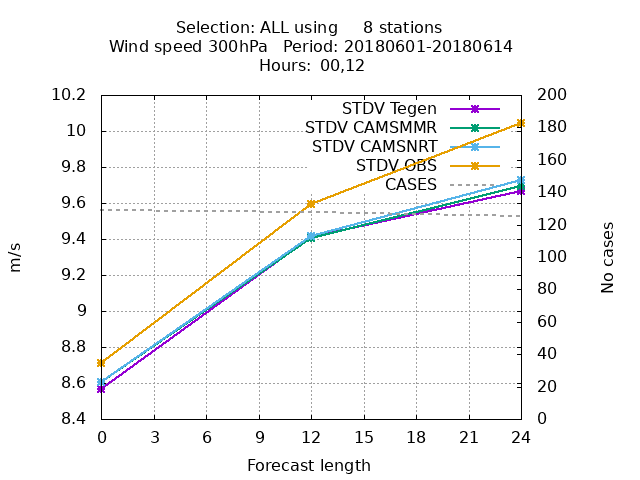 Selection: ALL using     8 stations
Wind speed 300hPa   Period: 20180601-20180614
Hours: 00,12
STDV Tegen
STDV CAMSMMR
STDV CAMSNRT
STDV OBS
CASES
10.2
10
9.8
9.6
9.4
9.2
9
8.8
8.6
8.4
m/s
200
180
160
140
120
100
80
60
40
20
0
No cases
0 3 6 9 12 15 18 21 24
Forecast length